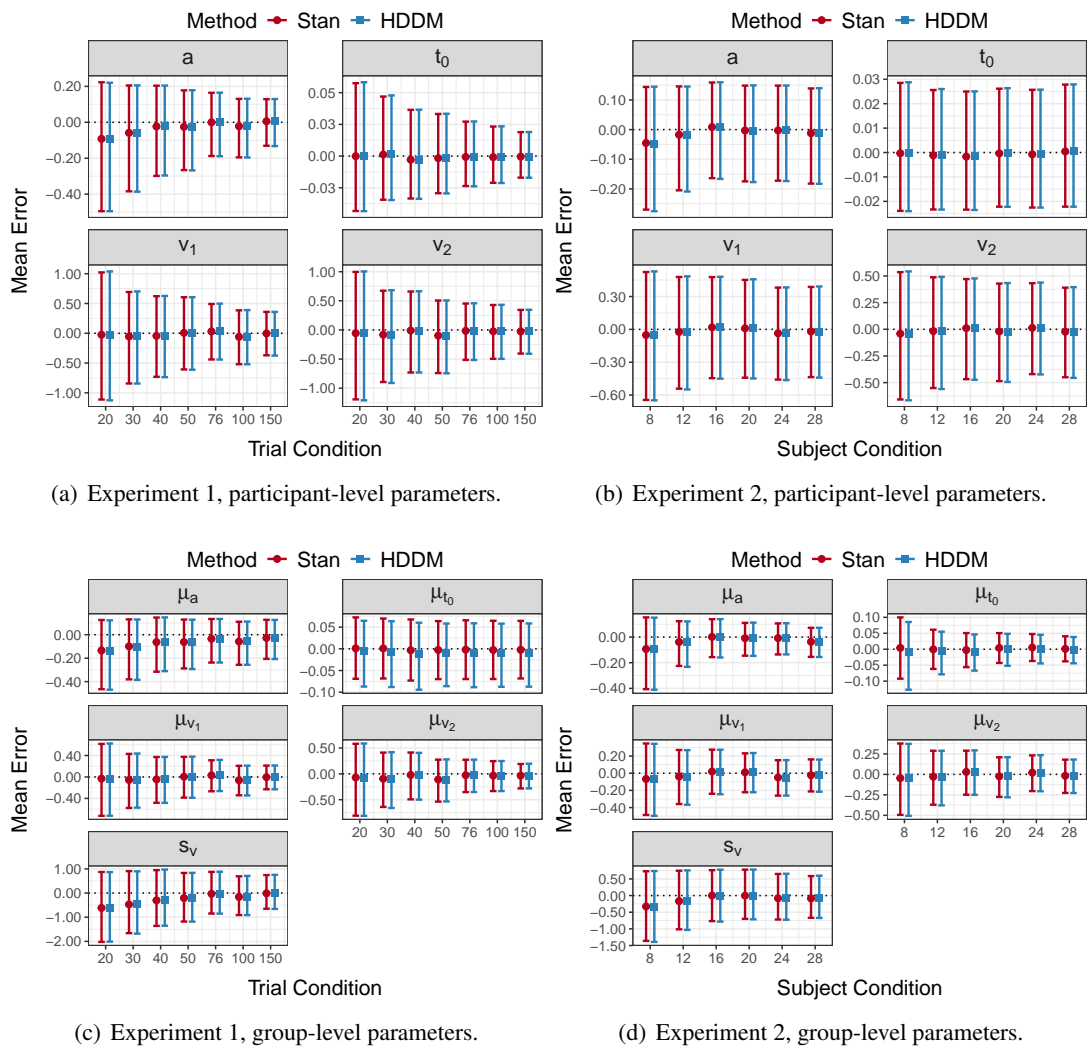 Method Stan HDDM
a
t0
0.20
0.00
−0.20
−0.40
0.05
0.03
0.00
−0.03
v1
v2
1.00
0.50
0.00
−0.50
−1.00
1.00
0.50
0.00
−0.50
−1.00
20 30 40 50 76 100 150
20 30 40 50 76 100 150
Mean Error
Trial Condition
(a) Experiment 1, participant-level parameters.
Method Stan HDDM
a
t0
0.10
0.00
−0.10
−0.20
0.03
0.01
0.00
−0.01
−0.02
v1
v2
0.30
0.00
−0.30
−0.60
0.50
0.00
−0.50
8 12 16 20 24 28
8 12 16 20 24 28
Mean Error
Subject Condition
(b) Experiment 2, participant-level parameters.
Method Stan HDDM
μa
μt0
0.00
−0.20
−0.40
0.05
0.00
−0.05
−0.10
μv1
μv2
0.40
0.00
−0.40
0.50
0.00
−0.50
20 30 40 50 76 100 150
sv
1.00
0.00
−1.00
−2.00
20 30 40 50 76 100 150
Mean Error
Trial Condition
(c) Experiment 1, group-level parameters.
Method Stan HDDM
μa
μt0
0.00
−0.20
−0.40
0.10
0.05
0.00
−0.05
−0.10
μv1
μv2
0.20
0.00
−0.20
−0.40
0.25
0.00
−0.25
−0.50
8 12 16 20 24 28
sv
0.50
0.00
−0.50
−1.00
−1.50
8 12 16 20 24 28
Mean Error
Subject Condition
(d) Experiment 2, group-level parameters.